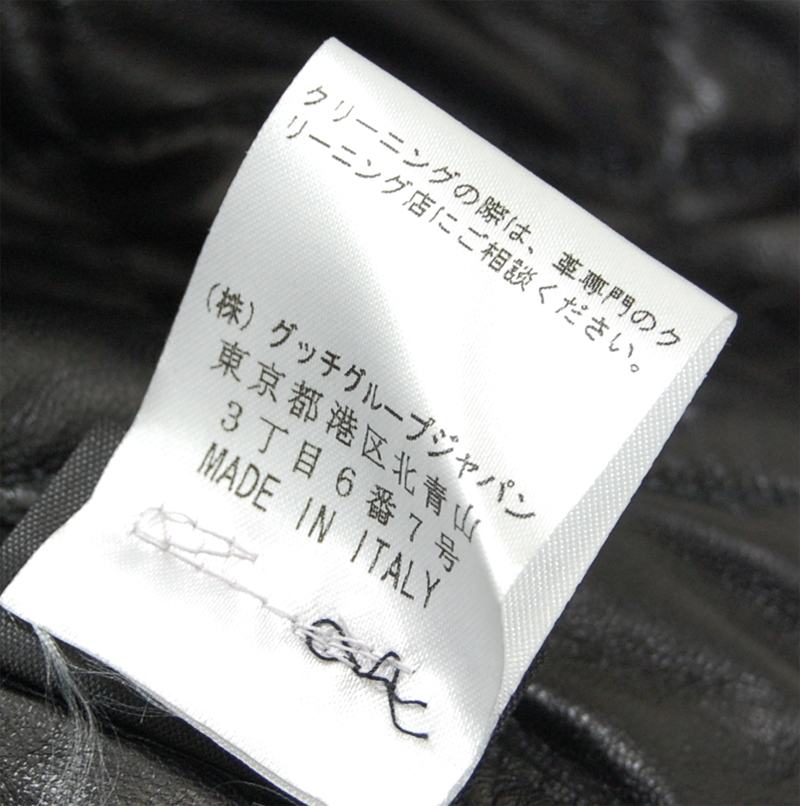 クリーニングの際は、革専門のク
リーニング店にご相談ください。
(株) グッチグループジャパン
東京都港区北青山
3丁目6番7号
MADE IN ITALY